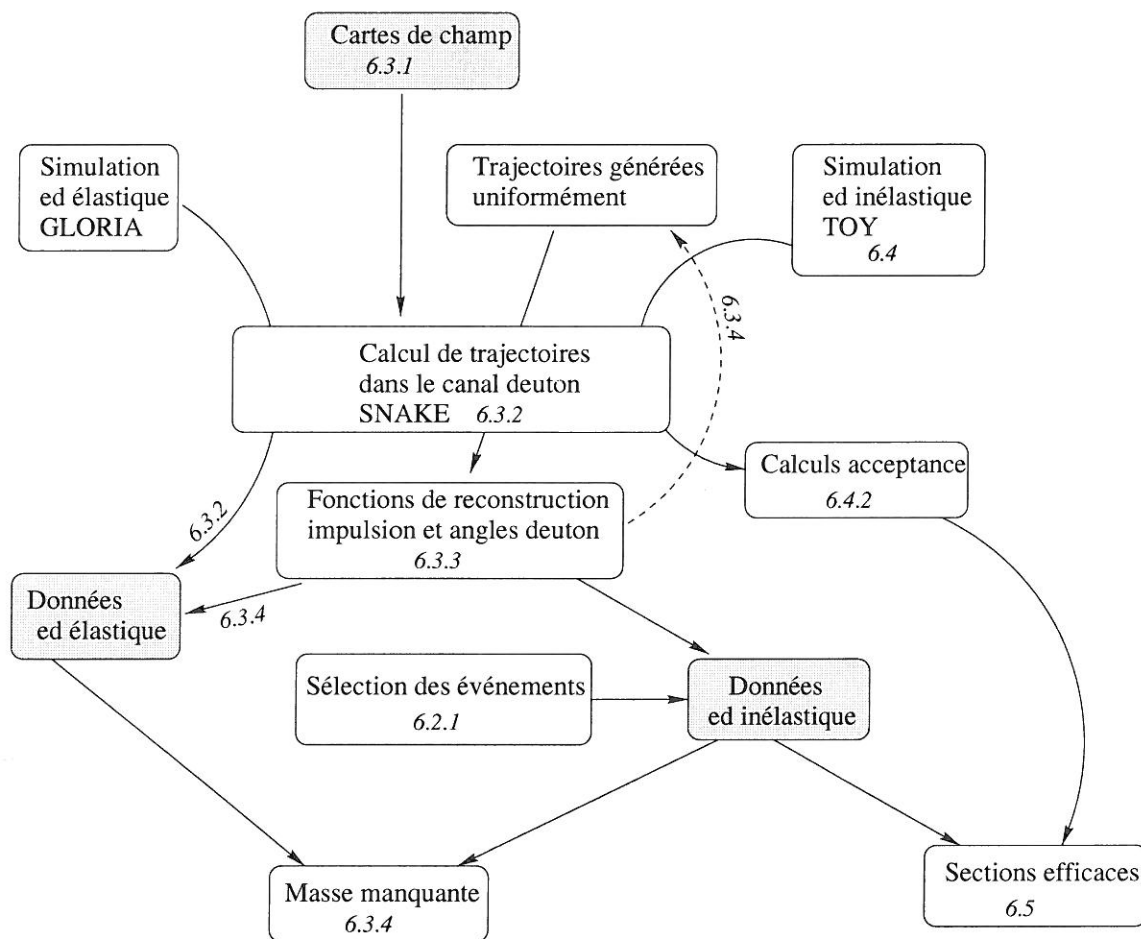 Cartes de champ
6.3.1
Simulation
ed élastique
GLORIA
Trajectoires générées
uniformément
Simulation
ed inélastique
TOY
6.4
6.3.4
Calcul de trajectoires
dans le canal deuton
SNAKE 6.3.2
Calculs acceptance
6.4.2
Fonctions de reconstruction
impulsion et angles deuton
6.3.3
6.3.2
Données
ed élastique
6.3.4
Sélection des événements
6.2.1
Données
ed inélastique
Masse manquante
6.3.4
Sections efficaces
6.5